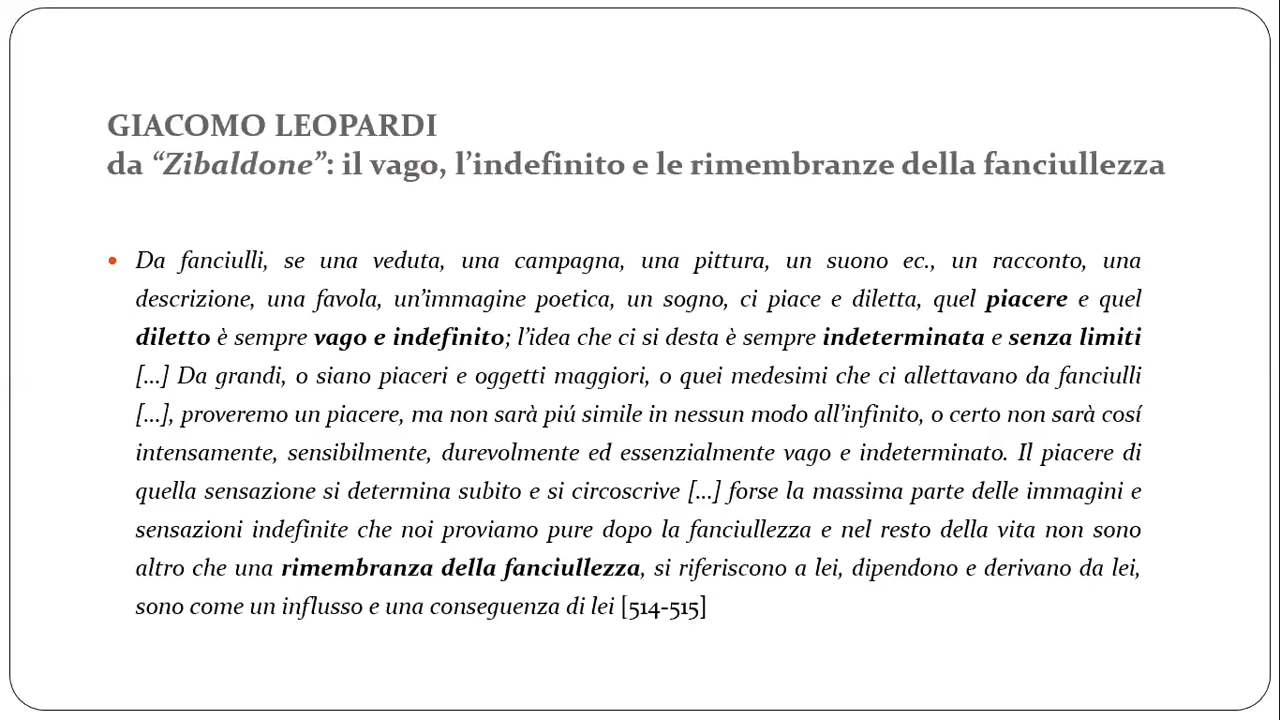 GIACOMO LEOPARDI
da “Zibaldone”: il vago, l’indefinito e le rimembranze della fanciullezza
• Da fanciulli, se una veduta, una campagna, una pittura, un suono ec., un racconto, una
descrizione, una favola, un’immagine poetica, un sogno, ci piace e diletta, quel piacere e quel
diletto è sempre vago e indefinito; l’idea che ci si desta è sempre indeterminata e senza limiti
[…] Da grandi, o siano piaceri e oggetti maggiori, o quei medesimi che ci allettavano da fanciulli
[…], proveremo un piacere, ma non sarà piú simile in nessun modo all’infinito, o certo non sarà cosí
intensamente, sensibilmente, durevolmente ed essenzialmente vago e indeterminato. Il piacere di
quella sensazione si determina subito e si circoscrive […] forse la massima parte delle immagini e
sensazioni indefinite che noi proviamo pure dopo la fanciullezza e nel resto della vita non sono
altro che una rimembranza della fanciullezza, si riferiscono a lei, dipendono e derivano da lei,
sono come un influsso e una conseguenza di lei [514-515]